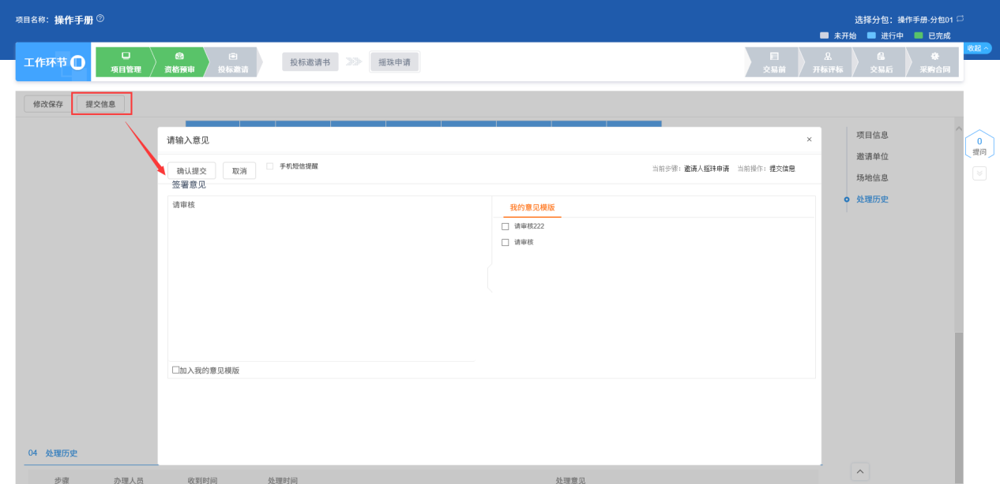 项目名称: 操作手册
选择分包: 操作手册-分包01
未开始 进行中 已完成
收起
工作环节
项目管理 资格预审 投标邀请
投标邀请书 摇珠申请
交易前 开标评标 交易后 采购合同
修改保存 提交信息
请输入意见 ×
确认提交 取消 手机短信提醒
当前步骤: 邀请人摇珠申请 当前操作: 提交信息
签署意见
请审核
我的意见模版
请审核222
请审核
加入我的意见模版
项目信息
邀请单位
场地信息
处理历史
0
提问
04 处理历史
步骤 办理人员 收到时间 处理时间 处理意见